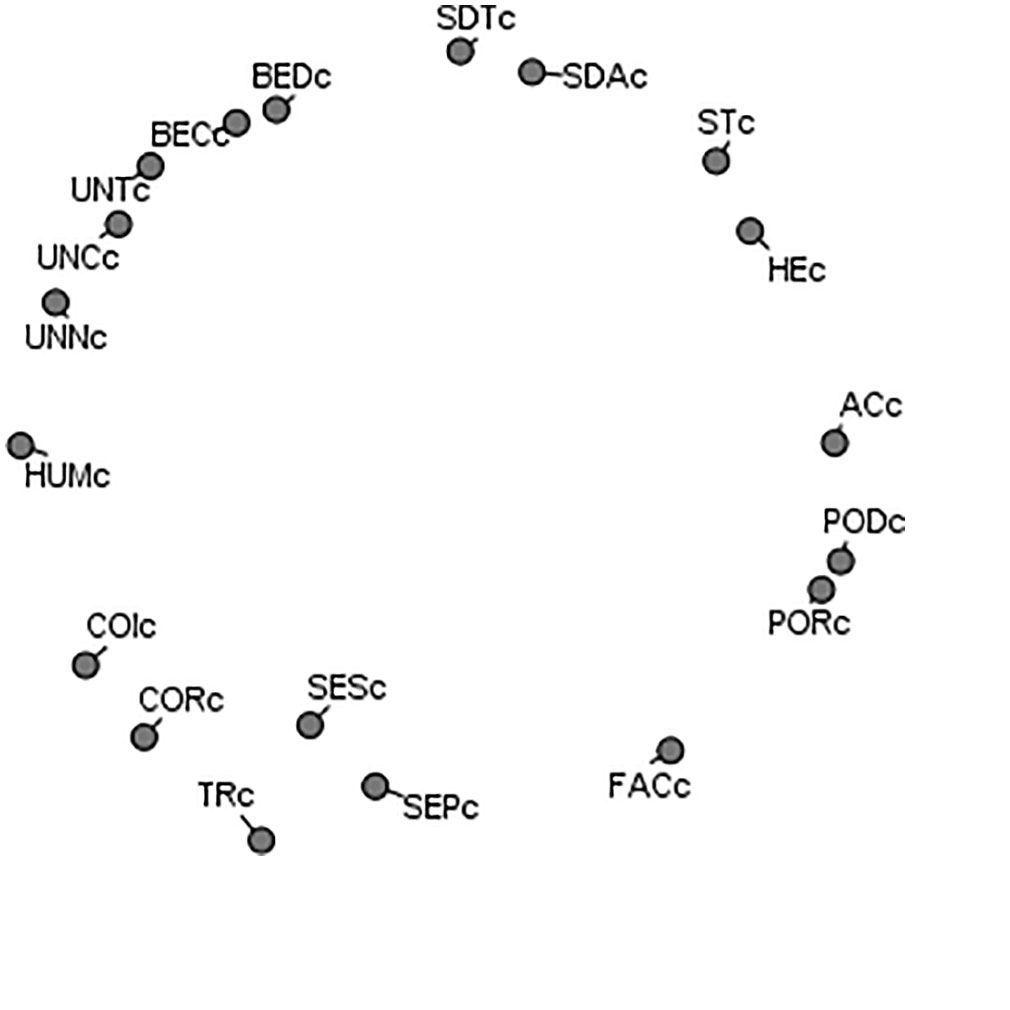 SDTc
BEDc
SDAc
STc
BECc
UNTc
UNCc
HEc
UNNc
ACc
HUMc
PODc
PORc
COIc
SESc
CORc
FACc
TRc
SEPc